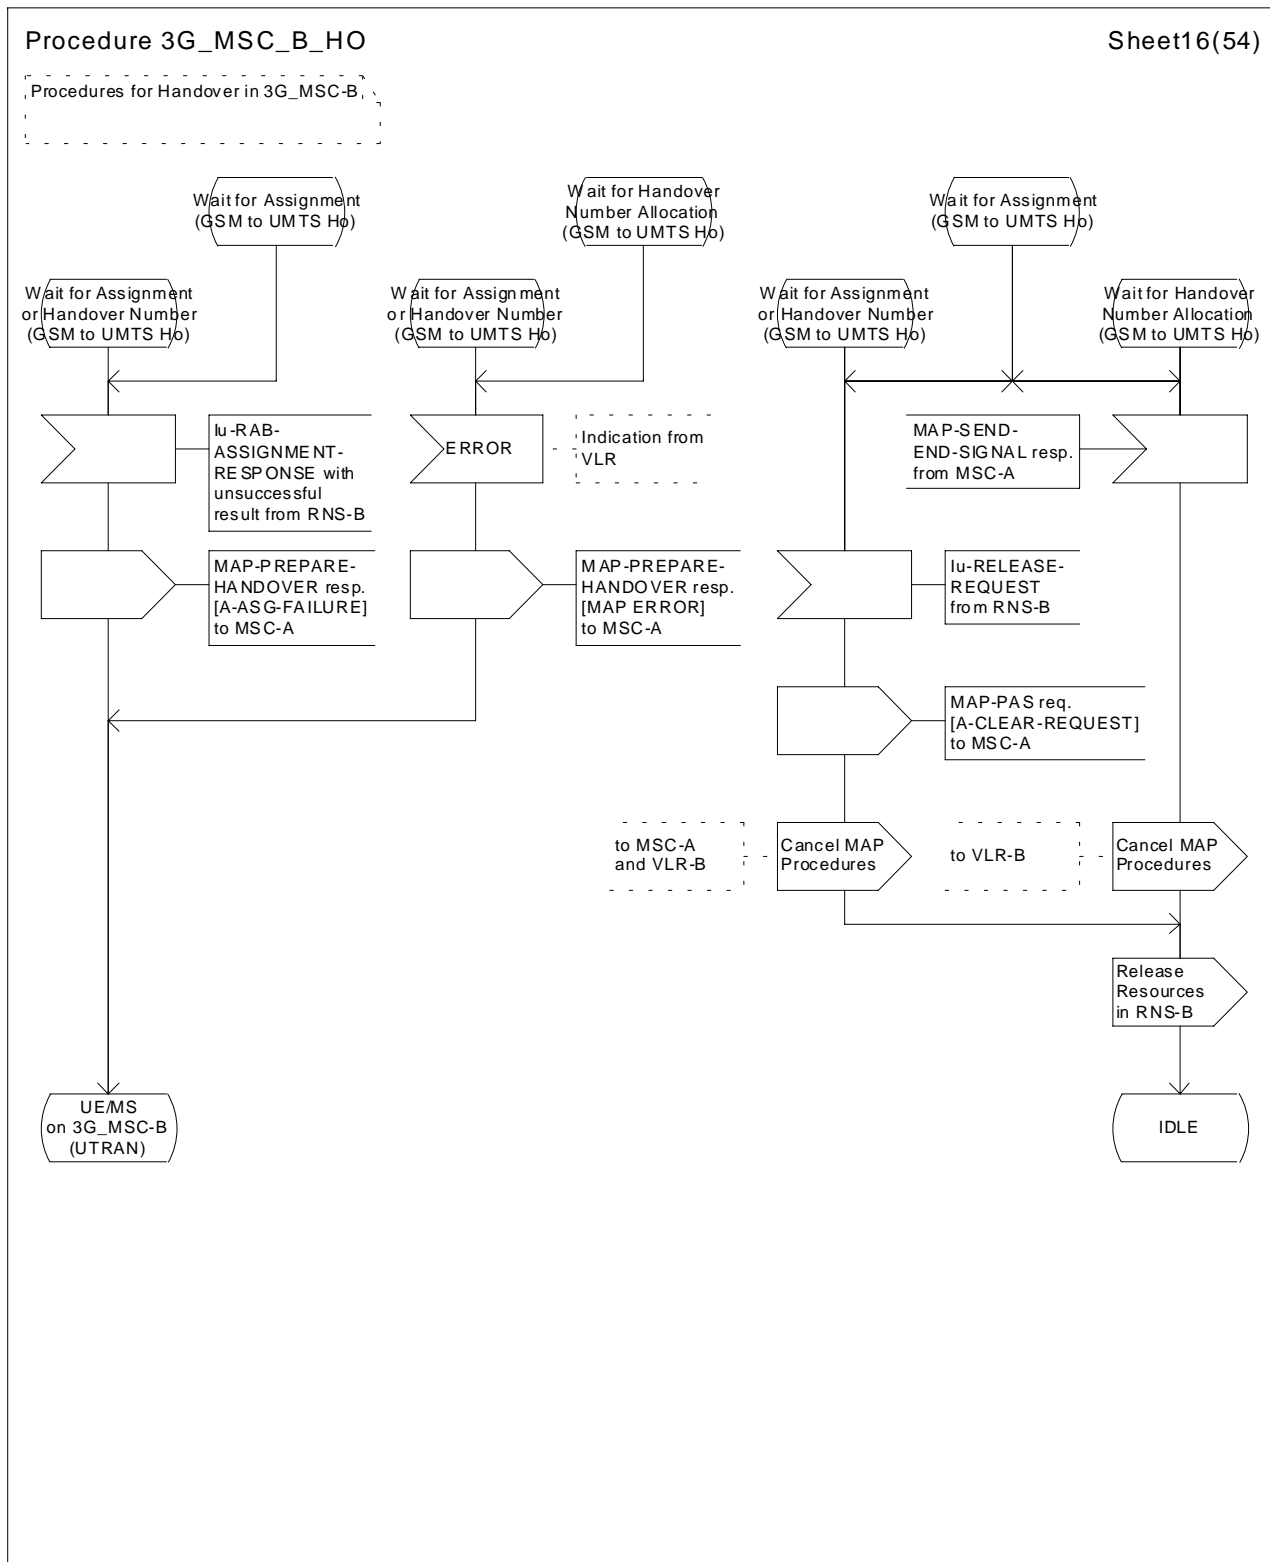 Procedure 3G_MSC_B_HO
Sheet16(54)
Procedures for Handover in 3G_MSC-B
Wait for Assignment
(GSM to UMTS Ho)
Wait for Handover
Number Allocation
(GSM to UMTS Ho)
Wait for Assignment
(GSM to UMTS Ho)
Wait for Assignment
or Handover Number
(GSM to UMTS Ho)
Wait for Assignment
or Handover Number
(GSM to UMTS Ho)
Wait for Assignment
or Handover Number
(GSM to UMTS Ho)
Wait for Handover
Number Allocation
(GSM to UMTS Ho)
Iu-RAB-
ASSIGNMENT-
RESPONSE with
unsuccessful
result from RNS-B
ERROR
Indication from
VLR
MAP-SEND-
END-SIGNAL resp.
from MSC-A
MAP-PREPARE-
HANDOVER resp.
[A-ASG-FAILURE]
to MSC-A
MAP-PREPARE-
HANDOVER resp.
[MAP ERROR]
to MSC-A
Iu-RELEASE-
REQUEST
from RNS-B
MAP-PAS req.
[A-CLEAR-REQUEST]
to MSC-A
to MSC-A
and VLR-B
Cancel MAP
Procedures
to VLR-B
Cancel MAP
Procedures
Release
Resources
in RNS-B
UE/MS
on 3G_MSC-B
(UTRAN)
IDLE